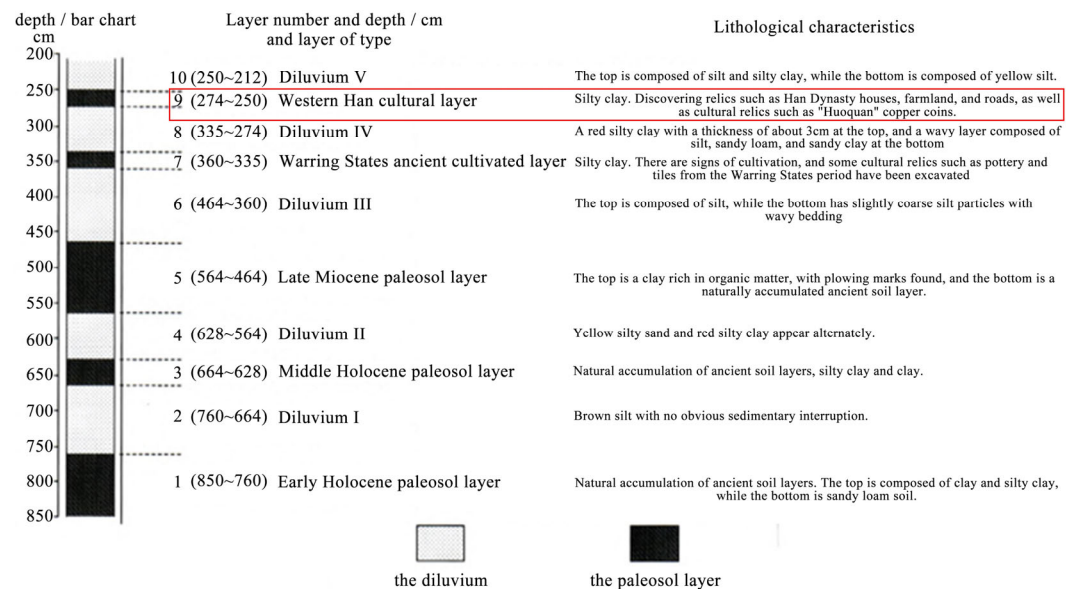 depth / bar chart
cm
Layer number and depth / cm
and layer of type
Lithological characteristics
200
250
300
350
400
450
500
550
600
650
700
750
800
850
10 (250~212) Diluvium V
The top is composed of silt and silty clay, while the bottom is composed of yellow silt.
9 (274~250) Western Han cultural layer
Silty clay. Discovering relics such as Han Dynasty houses, farmland, and roads, as well
as cultural relics such as "Huoquan" copper coins.
8 (335~274) Diluvium IV
A red silty clay with a thickness of about 3cm at the top, and a wavy layer composed of
silt, sandy loam, and sandy clay at the bottom
7 (360~335) Warring States ancient cultivated layer
Silty clay. There are signs of cultivation, and some cultural relics such as pottery and
tiles from the Warring States period have been excavated
6 (464~360) Diluvium III
The top is composed of silt, while the bottom has slightly coarse silt particles with
wavy bedding
5 (564~464) Late Miocene paleosol layer
The top is a clay rich in organic matter, with plowing marks found, and the bottom is a
naturally accumulated ancient soil layer.
4 (628~564) Diluvium II
Yellow silty sand and red silty clay appear alternately.
3 (664~628) Middle Holocene paleosol layer
Natural accumulation of ancient soil layers, silty clay and clay.
2 (760~664) Diluvium I
Brown silt with no obvious sedimentary interruption.
1 (850~760) Early Holocene paleosol layer
Natural accumulation of ancient soil layers. The top is composed of clay and silty clay,
while the bottom is sandy loam soil.
the diluvium
the paleosol layer